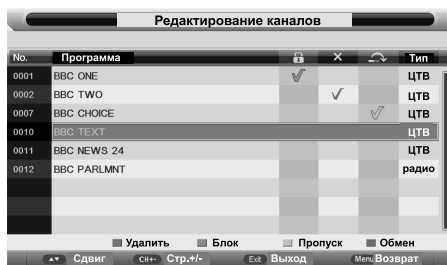 Редактирование каналов
No. Программа Тип
0001 BBC ONE ЦТВ
0002 BBC TWO ЦТВ
0007 BBC CHOICE ЦТВ
0010 BBC TEXT ЦТВ
0011 BBC NEWS 24 ЦТВ
0012 BBC PARLMNT радио
Удалить Блок Пропуск Обмен
Сдвиг CH+- Стр.+/- Exit Выход Menu Возврат